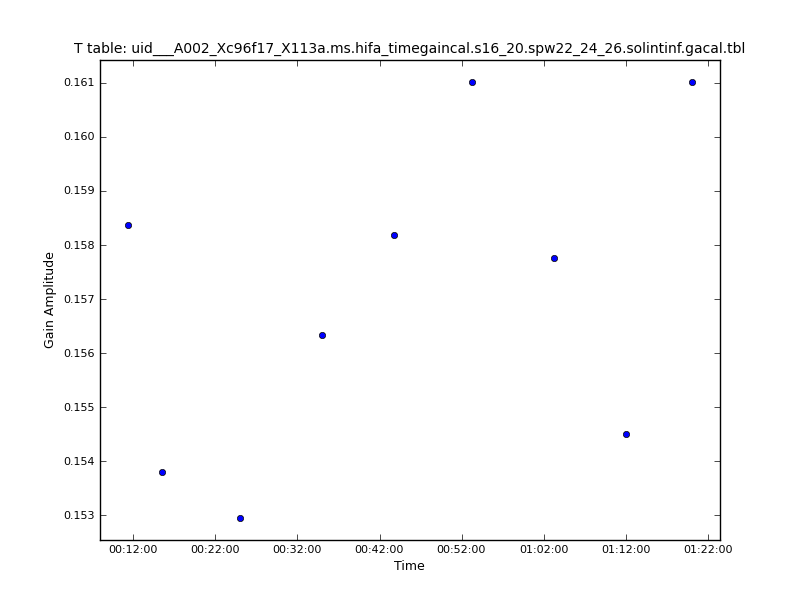 T table: uid___A002_Xc96f17_X113a.ms.hifa_timegaincal.s16_20.spw22_24_26.solintinf.gacal.tbl
0.161
0.160
0.159
0.158
0.157
0.156
0.155
0.154
0.153
Gain Amplitude
00:12:00 00:22:00 00:32:00 00:42:00 00:52:00 01:02:00 01:12:00 01:22:00
Time